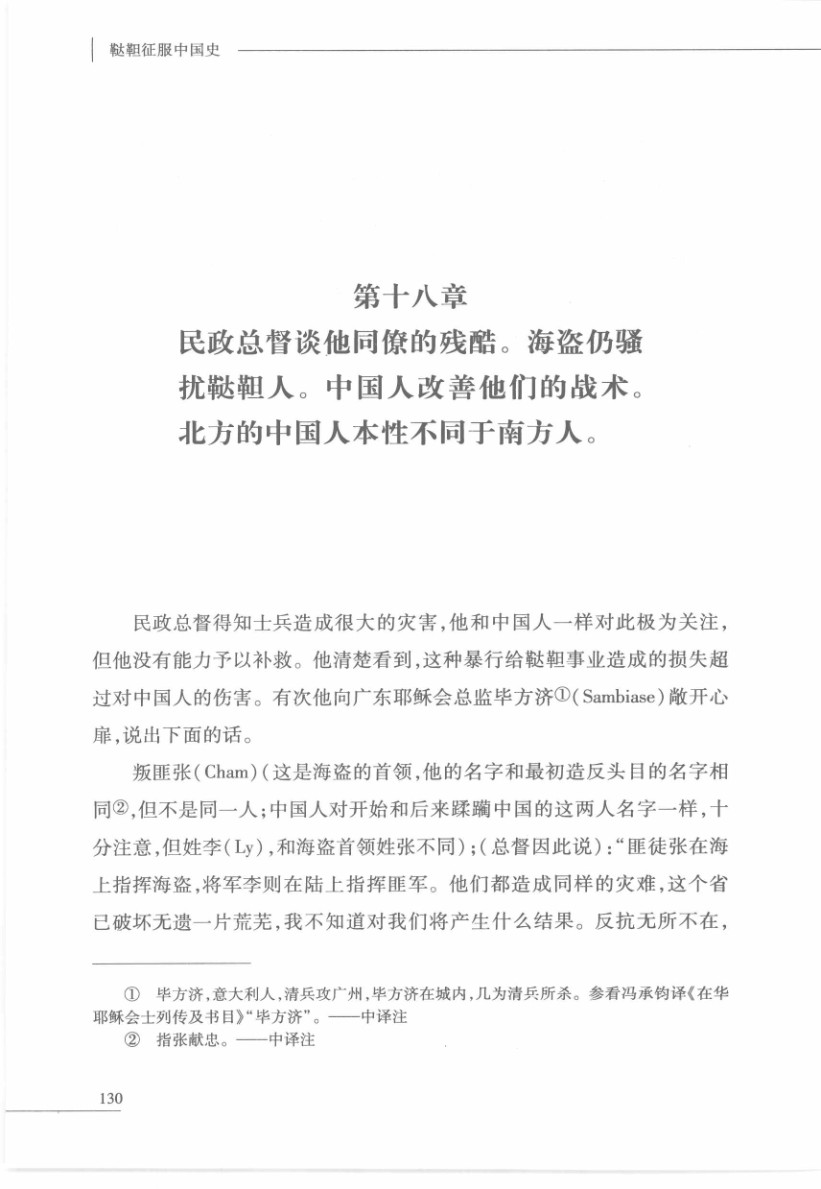 鞑靼征服中国史
第十八章
民政总督谈他同僚的残酷。海盗仍骚
扰鞑靼人。中国人改善他们的战术。
北方的中国人本性不同于南方人。
民政总督得知士兵造成很大的灾害,他和中国人一样对此极为关注,
但他没有能力予以补救。他清楚看到,这种暴行给鞑靼事业造成的损失超
过对中国人的伤害。有次他向广东耶稣会总监毕方济①(Sambiase)敞开心
扉,说出下面的话。
叛匪张(Cham)(这是海盗的首领,他的名字和最初造反头目的名字相
同②,但不是同一人;中国人对开始和后来蹂躏中国的这两人名字一样,十
分注意,但姓李(Ly),和海盗首领姓张不同);(总督因此说):“匪徒张在海
上指挥海盗,将军李则在陆上指挥匪军。他们都造成同样的灾难,这个省
已破坏无遗一片荒芜,我不知道对我们将产生什么结果。反抗无所不在,
① 毕方济,意大利人,清兵攻广州,毕方济在城内,几为清兵所杀。参看冯承钧译《在华
耶稣会士列传及书目》“毕方济”。——中译注
② 指张献忠。——中译注
130